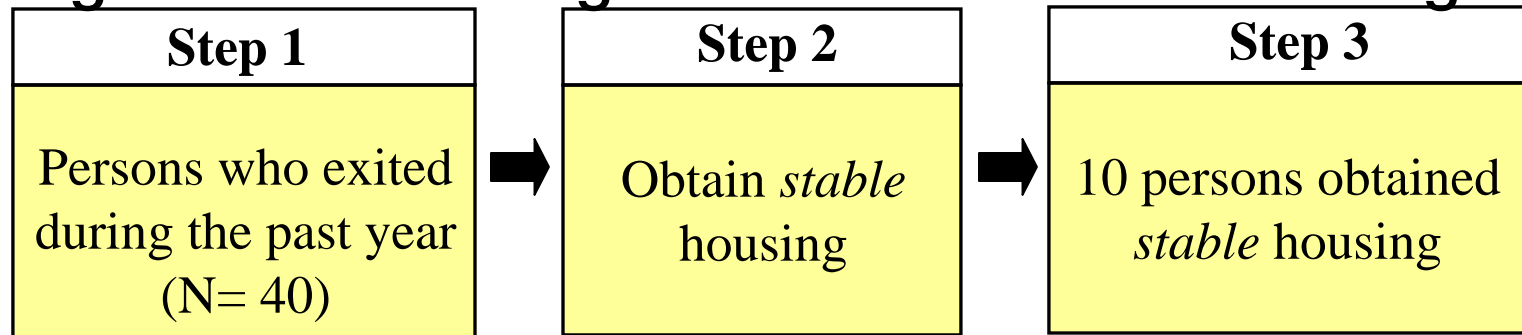 Step 1
Persons who exited
during the past year
(N= 40)
Step 2
Obtain stable
housing
Step 3
10 persons obtained
stable housing